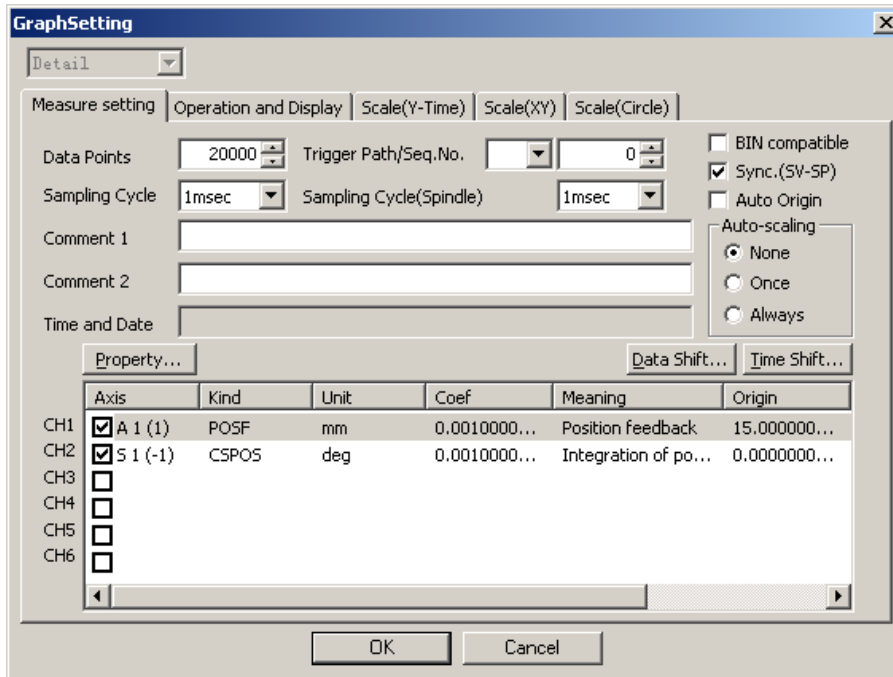 GraphSetting
Detail
Measure setting Operation and Display Scale(Y-Time) Scale(XY) Scale(Circle)
Data Points 20000 Trigger Path/Seq.No. 0 BIN compatible
Sync.(SV-SP)
Sampling Cycle 1msec Sampling Cycle(Spindle) 1msec Auto Origin
Comment 1
Auto-scaling
None
Comment 2
Once
Time and Date
Always
Property... Data Shift... Time Shift...
Axis Kind Unit Coef Meaning Origin
CH1 A 1 (1) POSF mm 0.0010000... Position feedback 15.000000...
CH2 S 1 (-1) CSPOS deg 0.0010000... Integration of po... 0.0000000...
CH3
CH4
CH5
CH6
OK Cancel